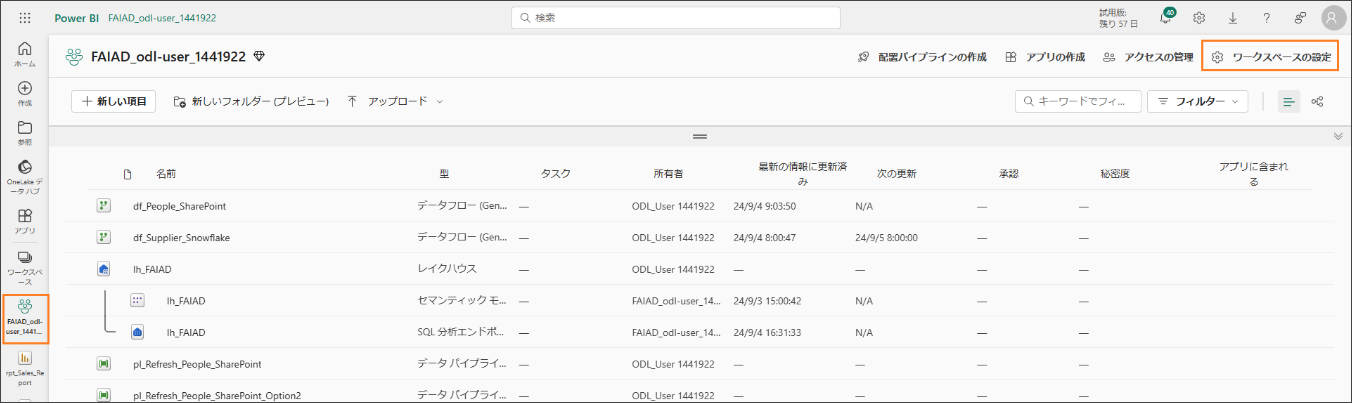 Power BI FAIAD_odl-user_1441922 検索 試用版: 40
残り 57 日
FAIAD_odl-user_1441922 配置パイプラインの作成 アプリの作成 アクセスの管理 ワークスペースの設定
ホーム
新しい項目 新しいフォルダー (プレビュー) アップロード キーワードでフィ... フィルター
作成
参照
OneLake デー
タ ハブ
アプリ
ワークスペ
ース
FAIAD_odl-
user_1441...
rpt_Sales_Re
port
名前 型 タスク 所有者 最新の情報に更新済
み 次の更新 承認 秘密度 アプリに含まれ
る
df_People_SharePoint データフロー (Gen... — ODL_User 1441922 24/9/4 9:03:50 N/A — —
df_Supplier_Snowflake データフロー (Gen... — ODL_User 1441922 24/9/4 8:00:47 24/9/5 8:00:00 — —
lh_FAIAD レイクハウス — ODL_User 1441922 — — — —
lh_FAIAD セマンティック モ... — FAIAD_odl-user_14... 24/9/3 15:00:42 N/A — —
lh_FAIAD SQL 分析エンドポ... — FAIAD_odl-user_14... 24/9/4 16:31:33 N/A — —
pl_Refresh_People_SharePoint データ パイプライ... — ODL_User 1441922 — — — —
pl_Refresh_People_SharePoint_Option2 データ パイプライ... — ODL_User 1441922 — — — —